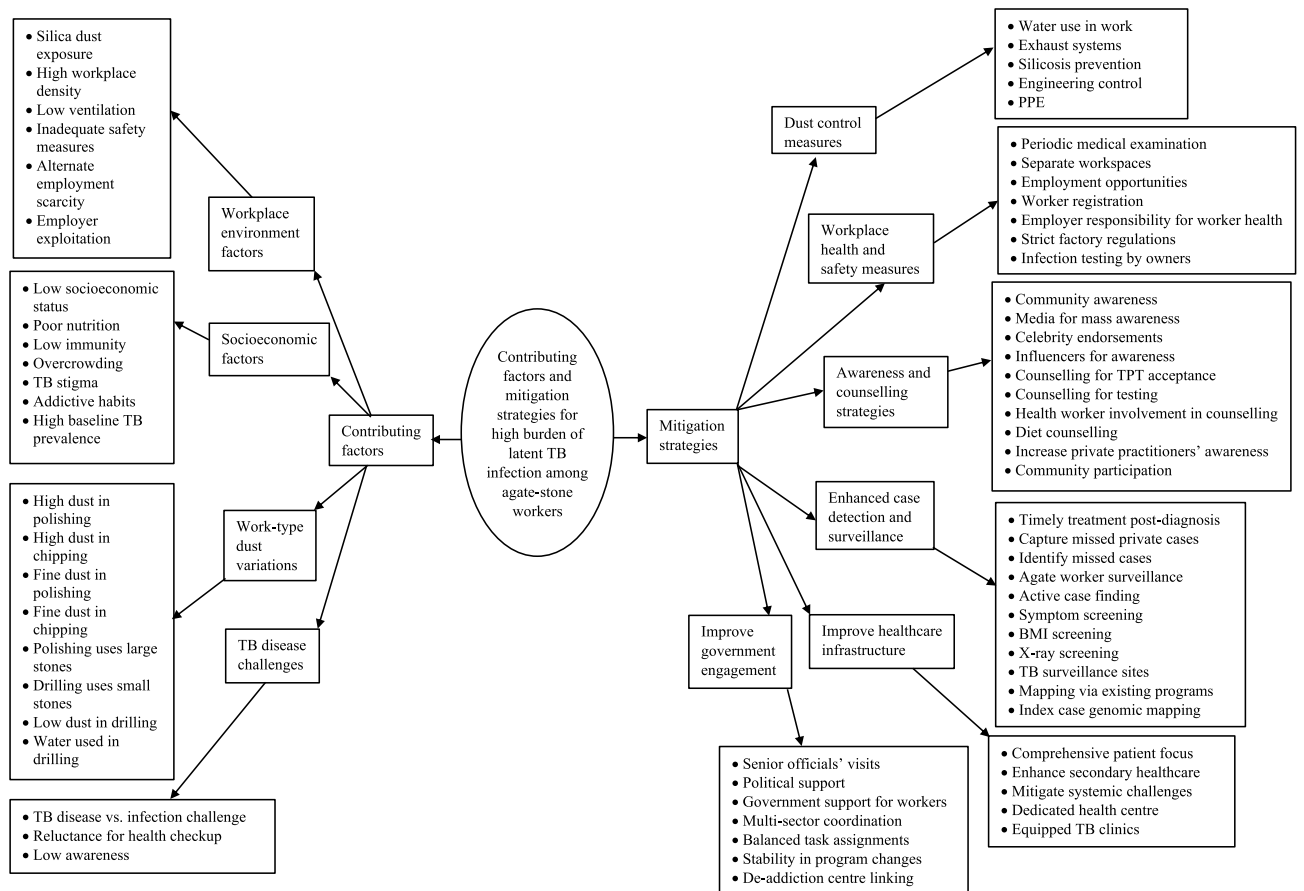 • Silica dust
exposure
• High workplace
density
• Low ventilation
• Inadequate safety
measures
• Alternate
employment
scarcity
• Employer
exploitation
Workplace
environment
factors
• Low socioeconomic
status
• Poor nutrition
• Low immunity
• Overcrowding
• TB stigma
• Addictive habits
• High baseline TB
prevalence
Socioeconomic
factors
Contributing
factors
• High dust in
polishing
• High dust in
chipping
• Fine dust in
polishing
• Fine dust in
chipping
• Polishing uses large
stones
• Drilling uses small
stones
• Low dust in drilling
• Water used in
drilling
Work-type
dust
variations
TB disease
challenges
• TB disease vs. infection challenge
• Reluctance for health checkup
• Low awareness
Contributing
factors and
mitigation
strategies for
high burden of
latent TB
infection among
agate-stone
workers
Mitigation
strategies
Dust control
measures
• Water use in work
• Exhaust systems
• Silicosis prevention
• Engineering control
• PPE
Workplace
health and
safety measures
• Periodic medical examination
• Separate workspaces
• Employment opportunities
• Worker registration
• Employer responsibility for worker health
• Strict factory regulations
• Infection testing by owners
Awareness and
counselling
strategies
• Community awareness
• Media for mass awareness
• Celebrity endorsements
• Influencers for awareness
• Counselling for TPT acceptance
• Counselling for testing
• Health worker involvement in counselling
• Diet counselling
• Increase private practitioners’ awareness
• Community participation
Enhanced case
detection and
surveillance
• Timely treatment post-diagnosis
• Capture missed private cases
• Identify missed cases
• Agate worker surveillance
• Active case finding
• Symptom screening
• BMI screening
• X-ray screening
• TB surveillance sites
• Mapping via existing programs
• Index case genomic mapping
Improve healthcare
infrastructure
• Comprehensive patient focus
• Enhance secondary healthcare
• Mitigate systemic challenges
• Dedicated health centre
• Equipped TB clinics
Improve
government
engagement
• Senior officials’ visits
• Political support
• Government support for workers
• Multi-sector coordination
• Balanced task assignments
• Stability in program changes
• De-addiction centre linking